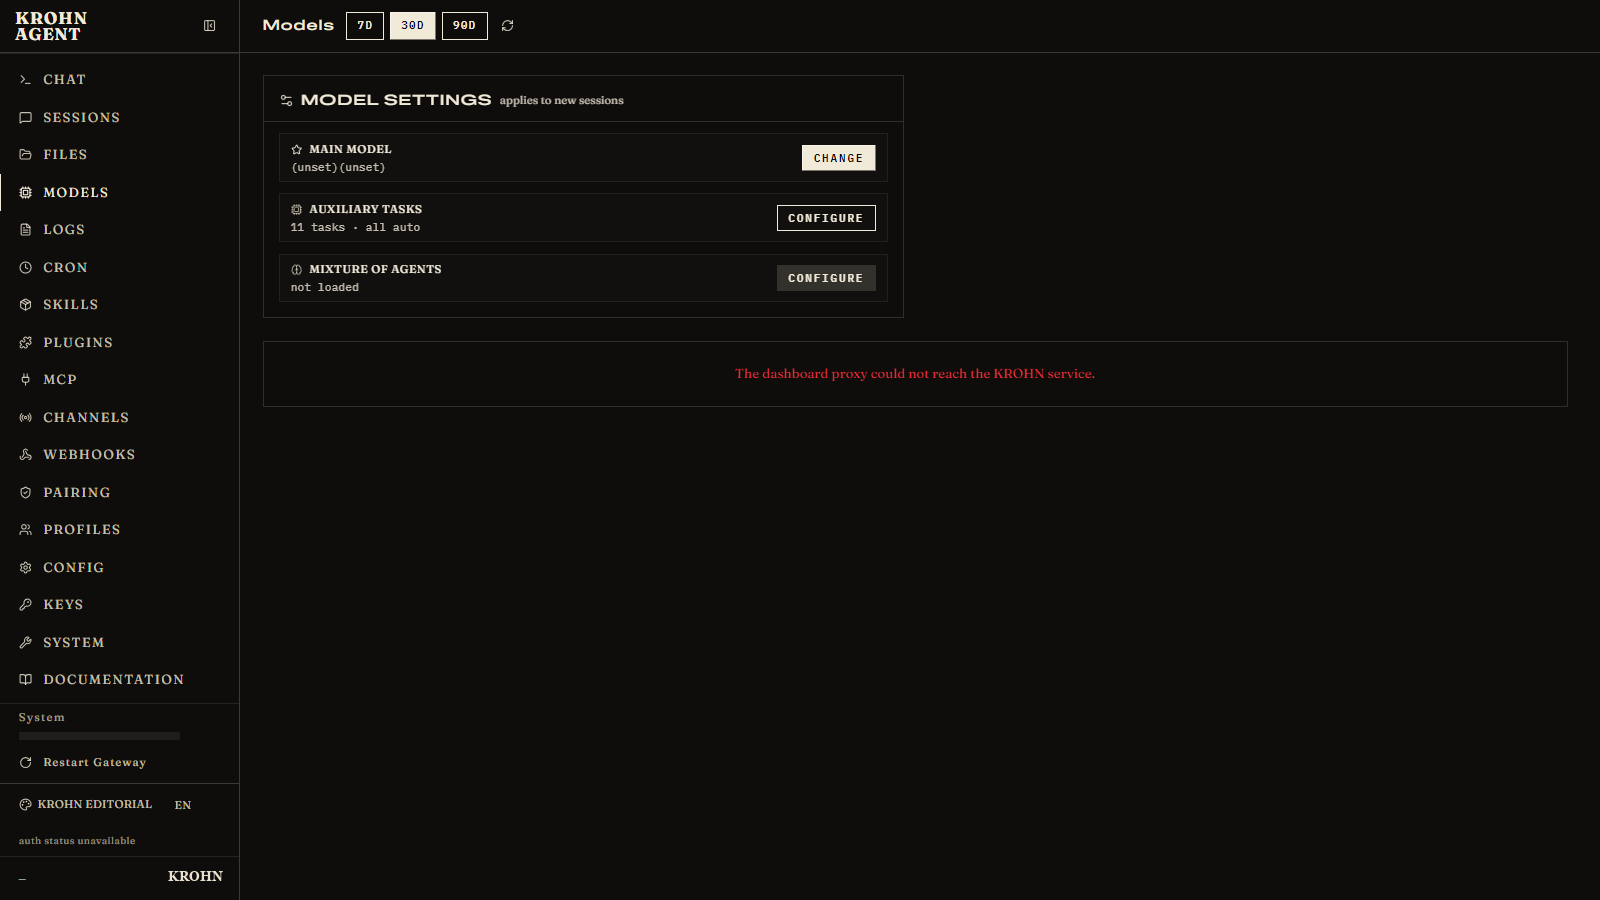 KROHN
AGENT
Models 7D 30D 90D
CHAT
SESSIONS
FILES
MODELS
LOGS
CRON
SKILLS
PLUGINS
MCP
CHANNELS
WEBHOOKS
PAIRING
PROFILES
CONFIG
KEYS
SYSTEM
DOCUMENTATION
System
Restart Gateway
KROHN EDITORIAL EN
auth status unavailable
— KROHN
MODEL SETTINGS applies to new sessions
MAIN MODEL
(unset)(unset)
CHANGE
AUXILIARY TASKS
11 tasks · all auto
CONFIGURE
MIXTURE OF AGENTS
not loaded
CONFIGURE
The dashboard proxy could not reach the KROHN service.